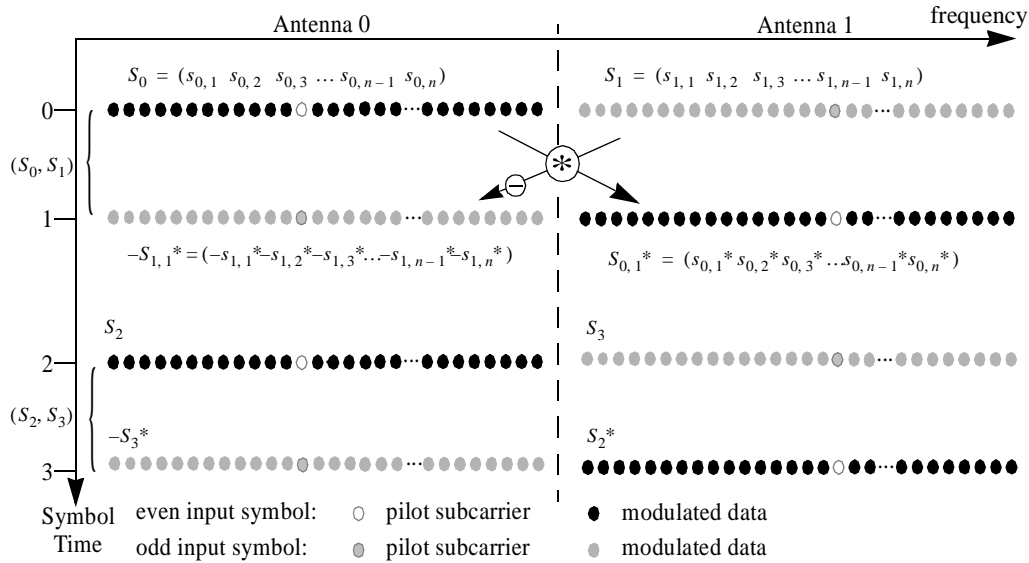 Antenna 0
Antenna 1
frequency
S0 = (s0,1 s0,2 s0,3 … s0,n−1 s0,n)
S1 = (s1,1 s1,2 s1,3 … s1,n−1 s1,n)
0
...
...
(S0, S1)
*
−
1
...
...
−S1,1* = (−s1,1*−s1,2*−s1,3*…−s1,n−1*−s1,n*)
S0,1* = (s0,1* s0,2* s0,3* …s0,n−1*s0,n*)
S2
S3
2
...
...
(S2, S3)
−S3*
S2*
3
...
...
Symbol Time
even input symbol: pilot subcarrier modulated data
odd input symbol: pilot subcarrier modulated data